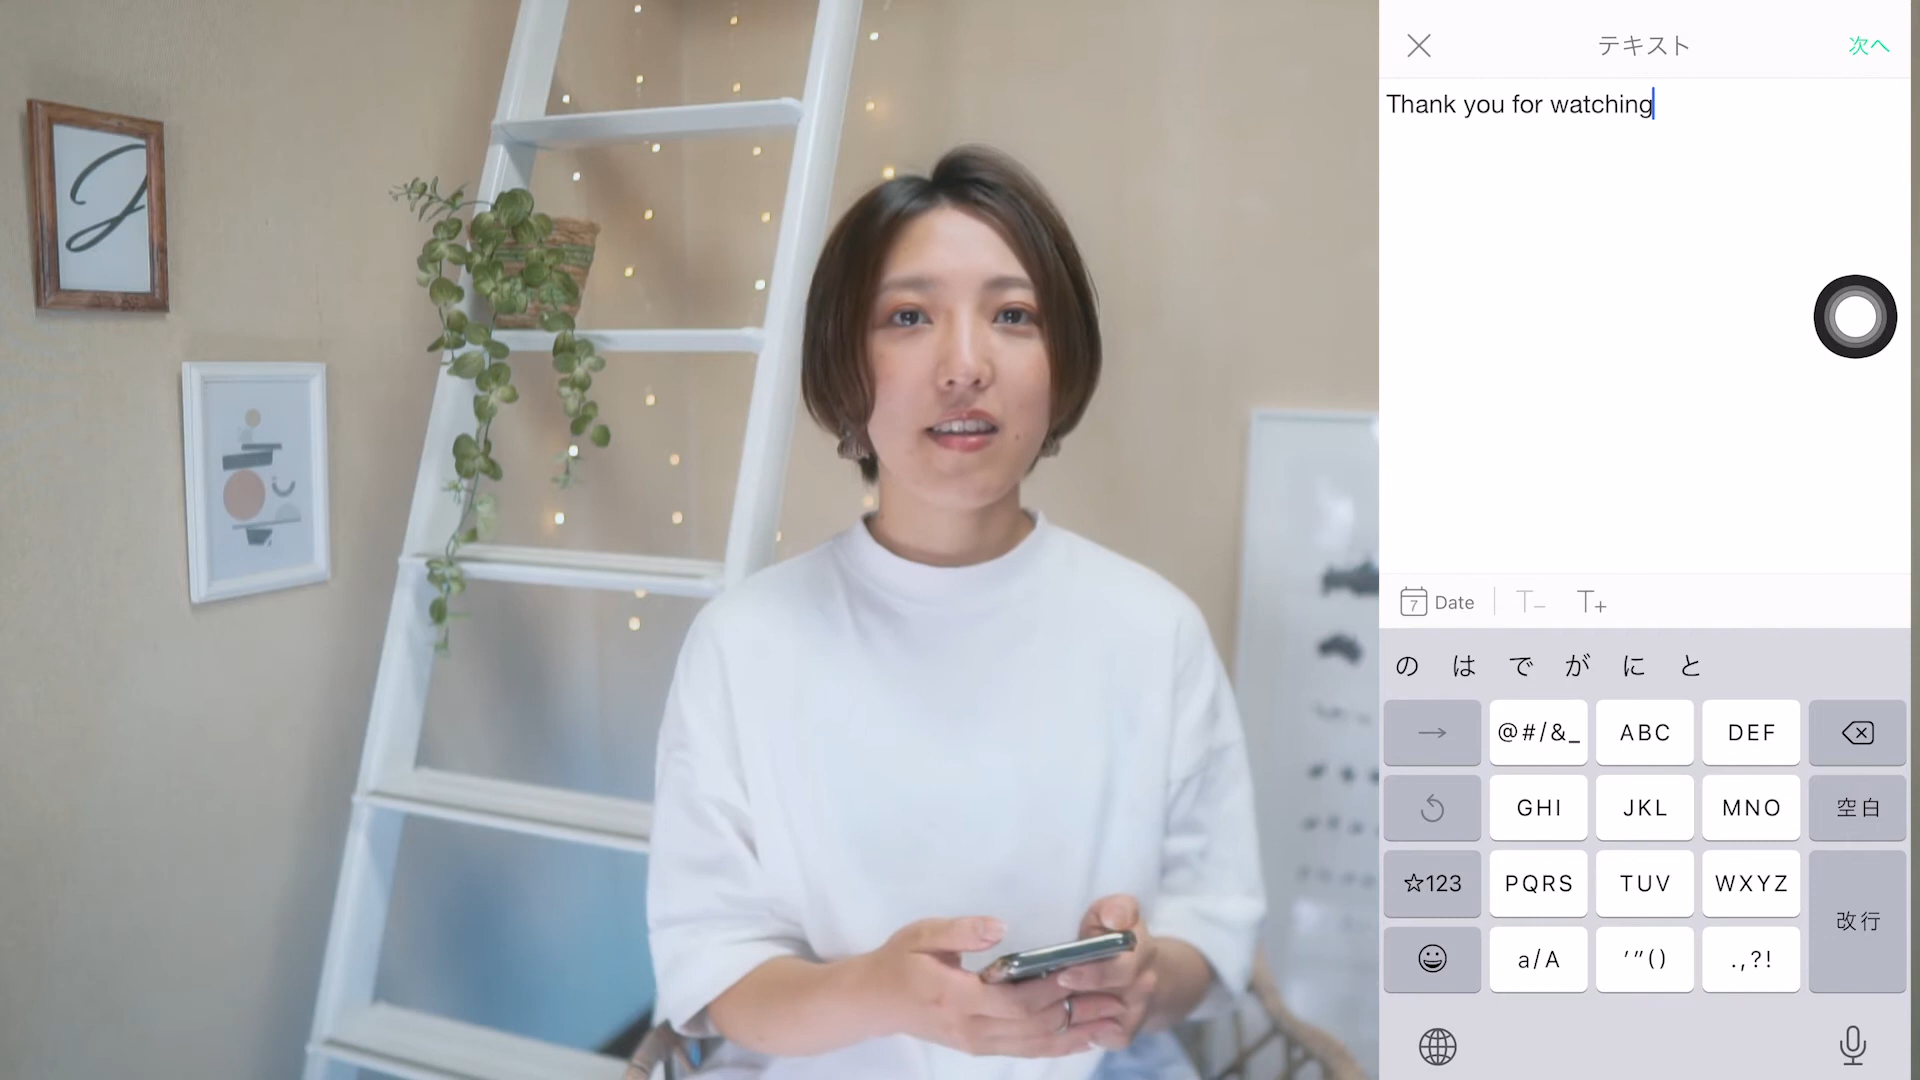 J
テキスト
次へ
Thank you for watching
7 Date
T- T+
の は で が に と
→ @#/&_ ABC DEF
GHI JKL MNO 空白
☆123 PQRS TUV WXYZ
改行
a/A ’”() .,?!